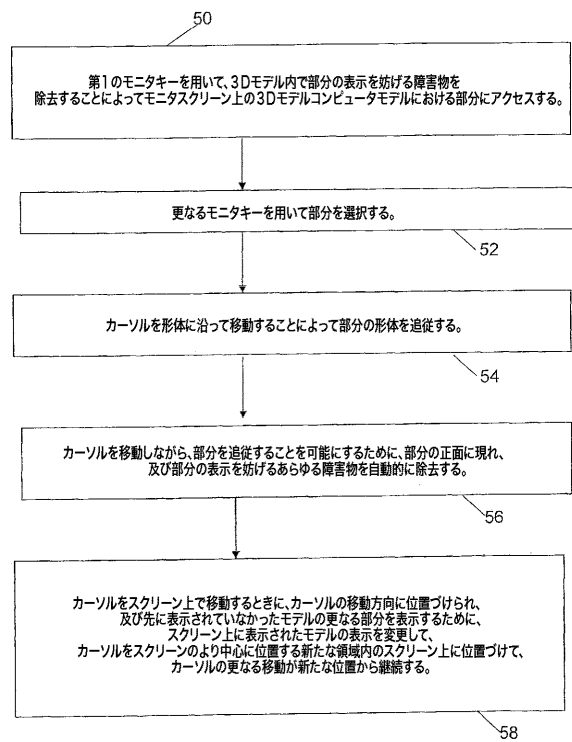 50
第1のモニタキーを用いて、3Dモデル内で部分の表示を妨げる障害物を
除去することによってモニタスクリーン上の3Dモデルコンピュータモデルにおける部分にアクセスする。
更なるモニタキーを用いて部分を選択する。
52
カーソルを形体に沿って移動することによって部分の形体を追従する。
54
カーソルを移動しながら、部分を追従することを可能にするために、部分の正面に現れ、
及び部分の表示を妨げるあらゆる障害物を自動的に除去する。
56
カーソルをスクリーン上で移動するときに、カーソルの移動方向に位置づけられ、
及び先に表示されていなかったモデルの更なる部分を表示するために、
スクリーン上に表示されたモデルの表示を変更して、
カーソルをスクリーンのより中心に位置する新たな領域内のスクリーン上に位置づけて、
カーソルの更なる移動が新たな位置から継続する。
58